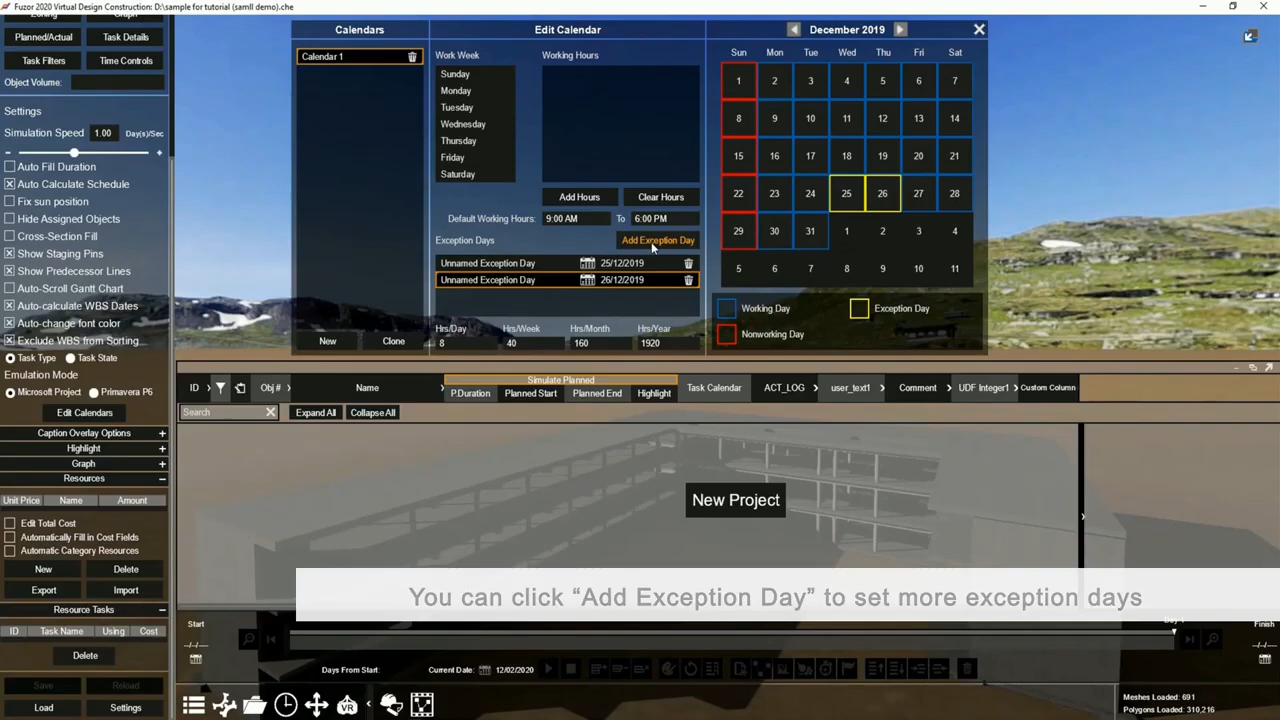 Fuzor 2020 Virtual Design Construction: D:\sample for tutorial (samll demo).che
Zoning Graph
Planned/Actual Task Details
Task Filters Time Controls
Object Volume:
Settings
Simulation Speed 1.00 Day(s)/Sec
- +
Auto Fill Duration
Auto Calculate Schedule
Fix sun position
Hide Assigned Objects
Cross-Section Fill
Show Staging Pins
Show Predecessor Lines
Auto-Scroll Gantt Chart
Auto-calculate WBS Dates
Auto-change font color
Exclude WBS from Sorting
Task Type Task State
Emulation Mode
Microsoft Project Primavera P6
Edit Calendars
Caption Overlay Options +
Highlight +
Graph +
Resources -
Unit Price Name Amount
Edit Total Cost
Automatically Fill in Cost Fields
Automatic Category Resources
New Delete
Export Import
Resource Tasks -
ID Task Name Using Cost
Delete
Save Reload
Load Settings
Calendars
Calendar 1
New Clone
Edit Calendar
Work Week Working Hours
Sunday
Monday
Tuesday
Wednesday
Thursday
Friday
Saturday
Add Hours Clear Hours
Default Working Hours: 9:00 AM To 6:00 PM
Exception Days Add Exception Day
Unnamed Exception Day 25/12/2019
Unnamed Exception Day 26/12/2019
Hrs/Day Hrs/Week Hrs/Month Hrs/Year
8 40 160 1920
December 2019
Sun Mon Tue Wed Thu Fri Sat
1 2 3 4 5 6 7
8 9 10 11 12 13 14
15 16 17 18 19 20 21
22 23 24 25 26 27 28
29 30 31 1 2 3 4
5 6 7 8 9 10 11
Working Day Exception Day
Nonworking Day
Simulate Planned
ID Obj # Name P.Duration Planned Start Planned End Highlight Task Calendar ACT_LOG user_text1 Comment UDF Integer1 Custom Column
Search Expand All Collapse All
New Project
You can click “Add Exception Day” to set more exception days
Start Day 1 Finish
--/--/-- --/--/--
Days From Start: Current Date: 12/02/2020
VR
Meshes Loaded: 691
Polygons Loaded: 310,216